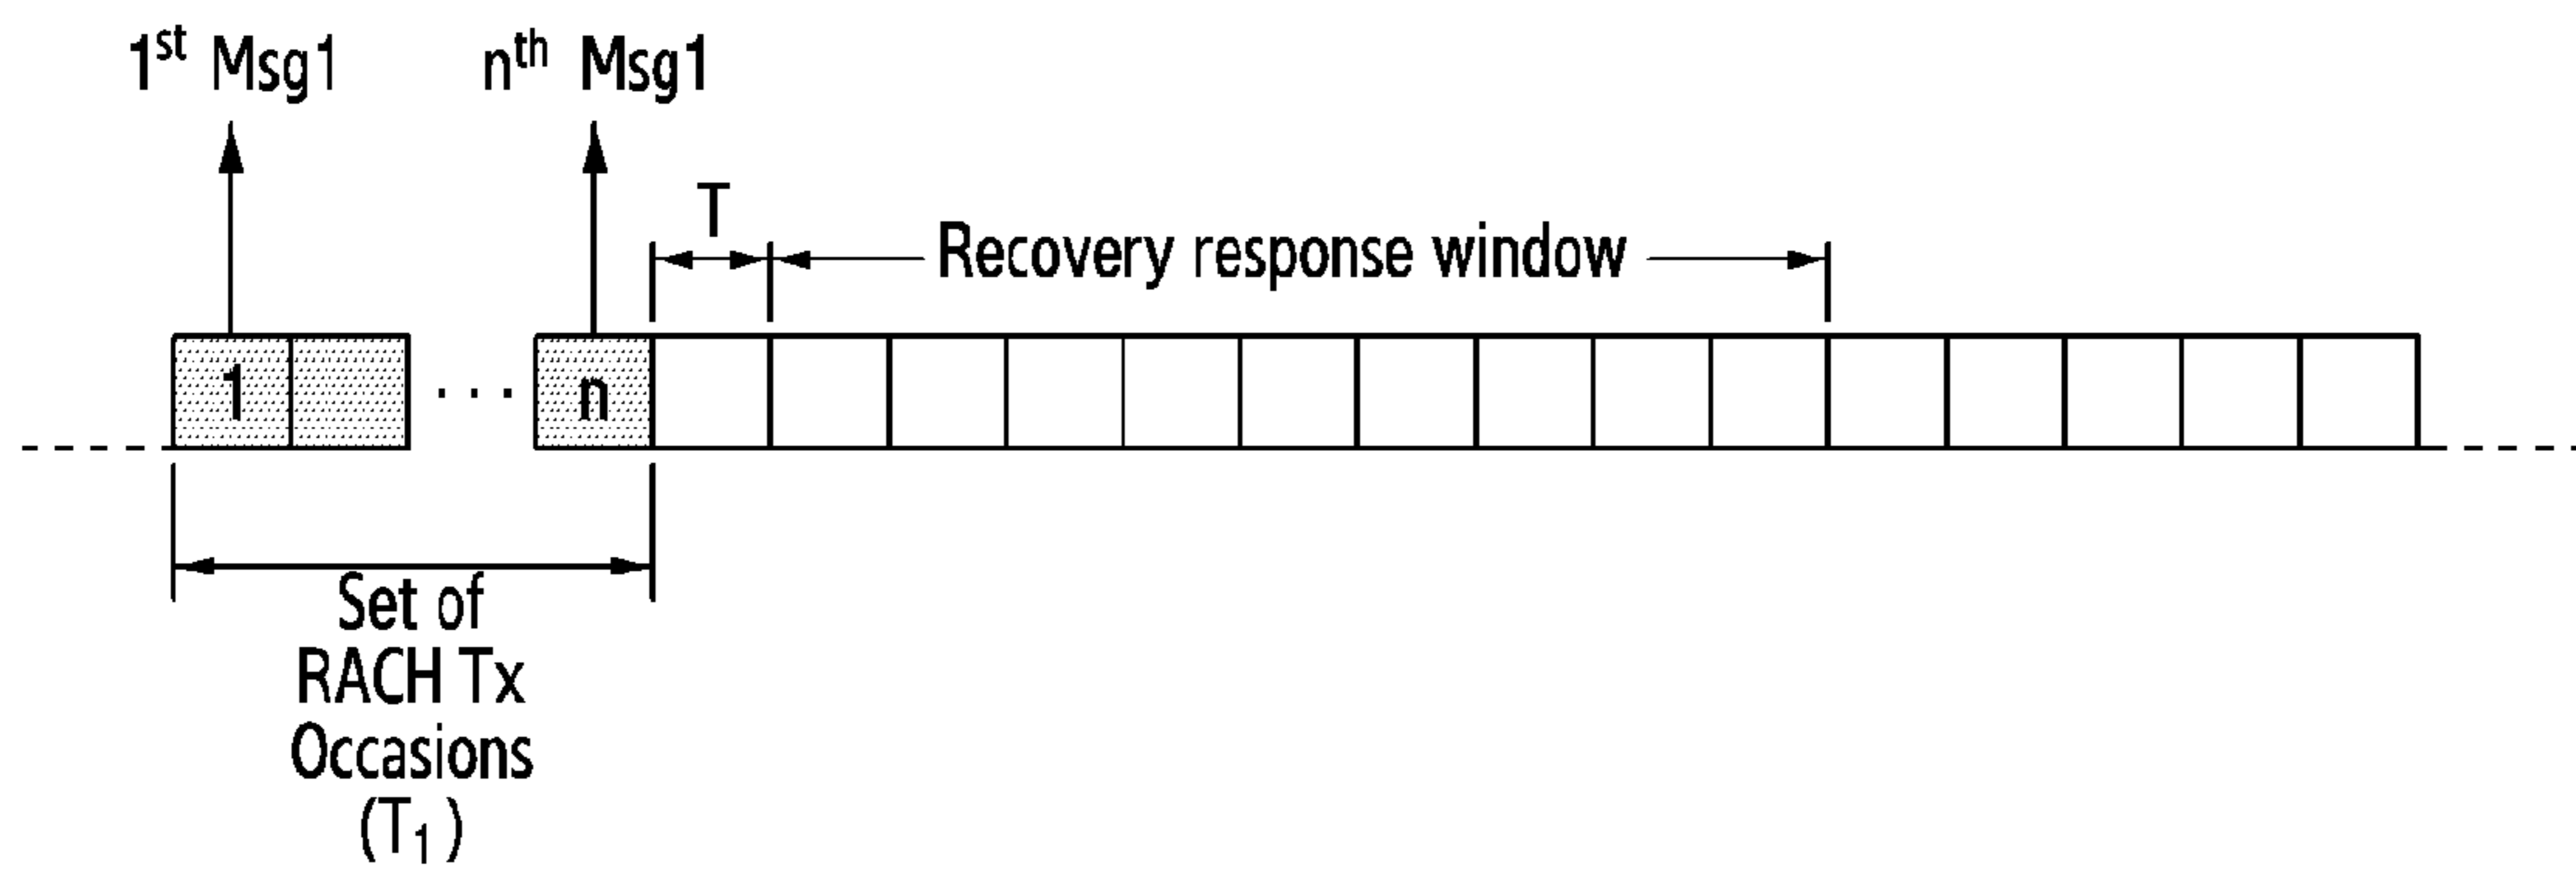 1st Msg1
nth Msg1
T
Recovery response window
1
...
n
Set of
RACH Tx
Occasions
(T1)